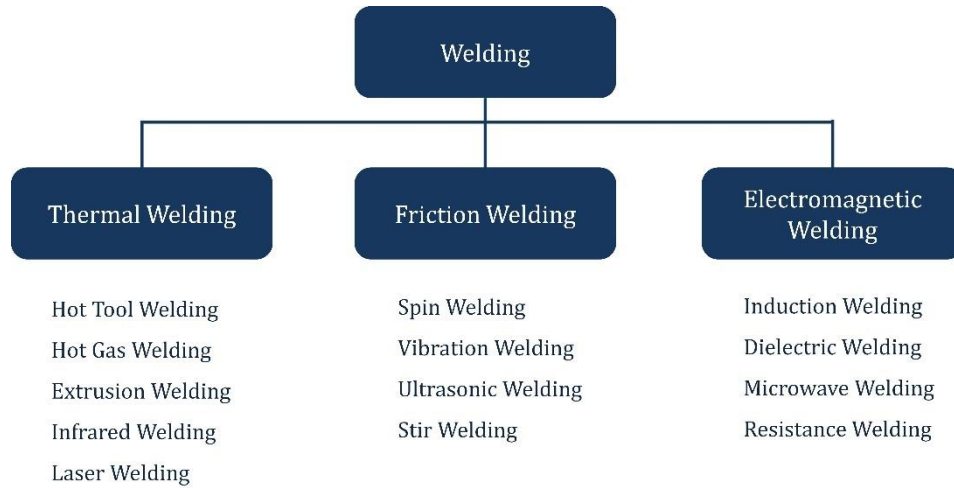 Welding
Thermal Welding
Hot Tool Welding
Hot Gas Welding
Extrusion Welding
Infrared Welding
Laser Welding
Friction Welding
Spin Welding
Vibration Welding
Ultrasonic Welding
Stir Welding
Electromagnetic
Welding
Induction Welding
Dielectric Welding
Microwave Welding
Resistance Welding